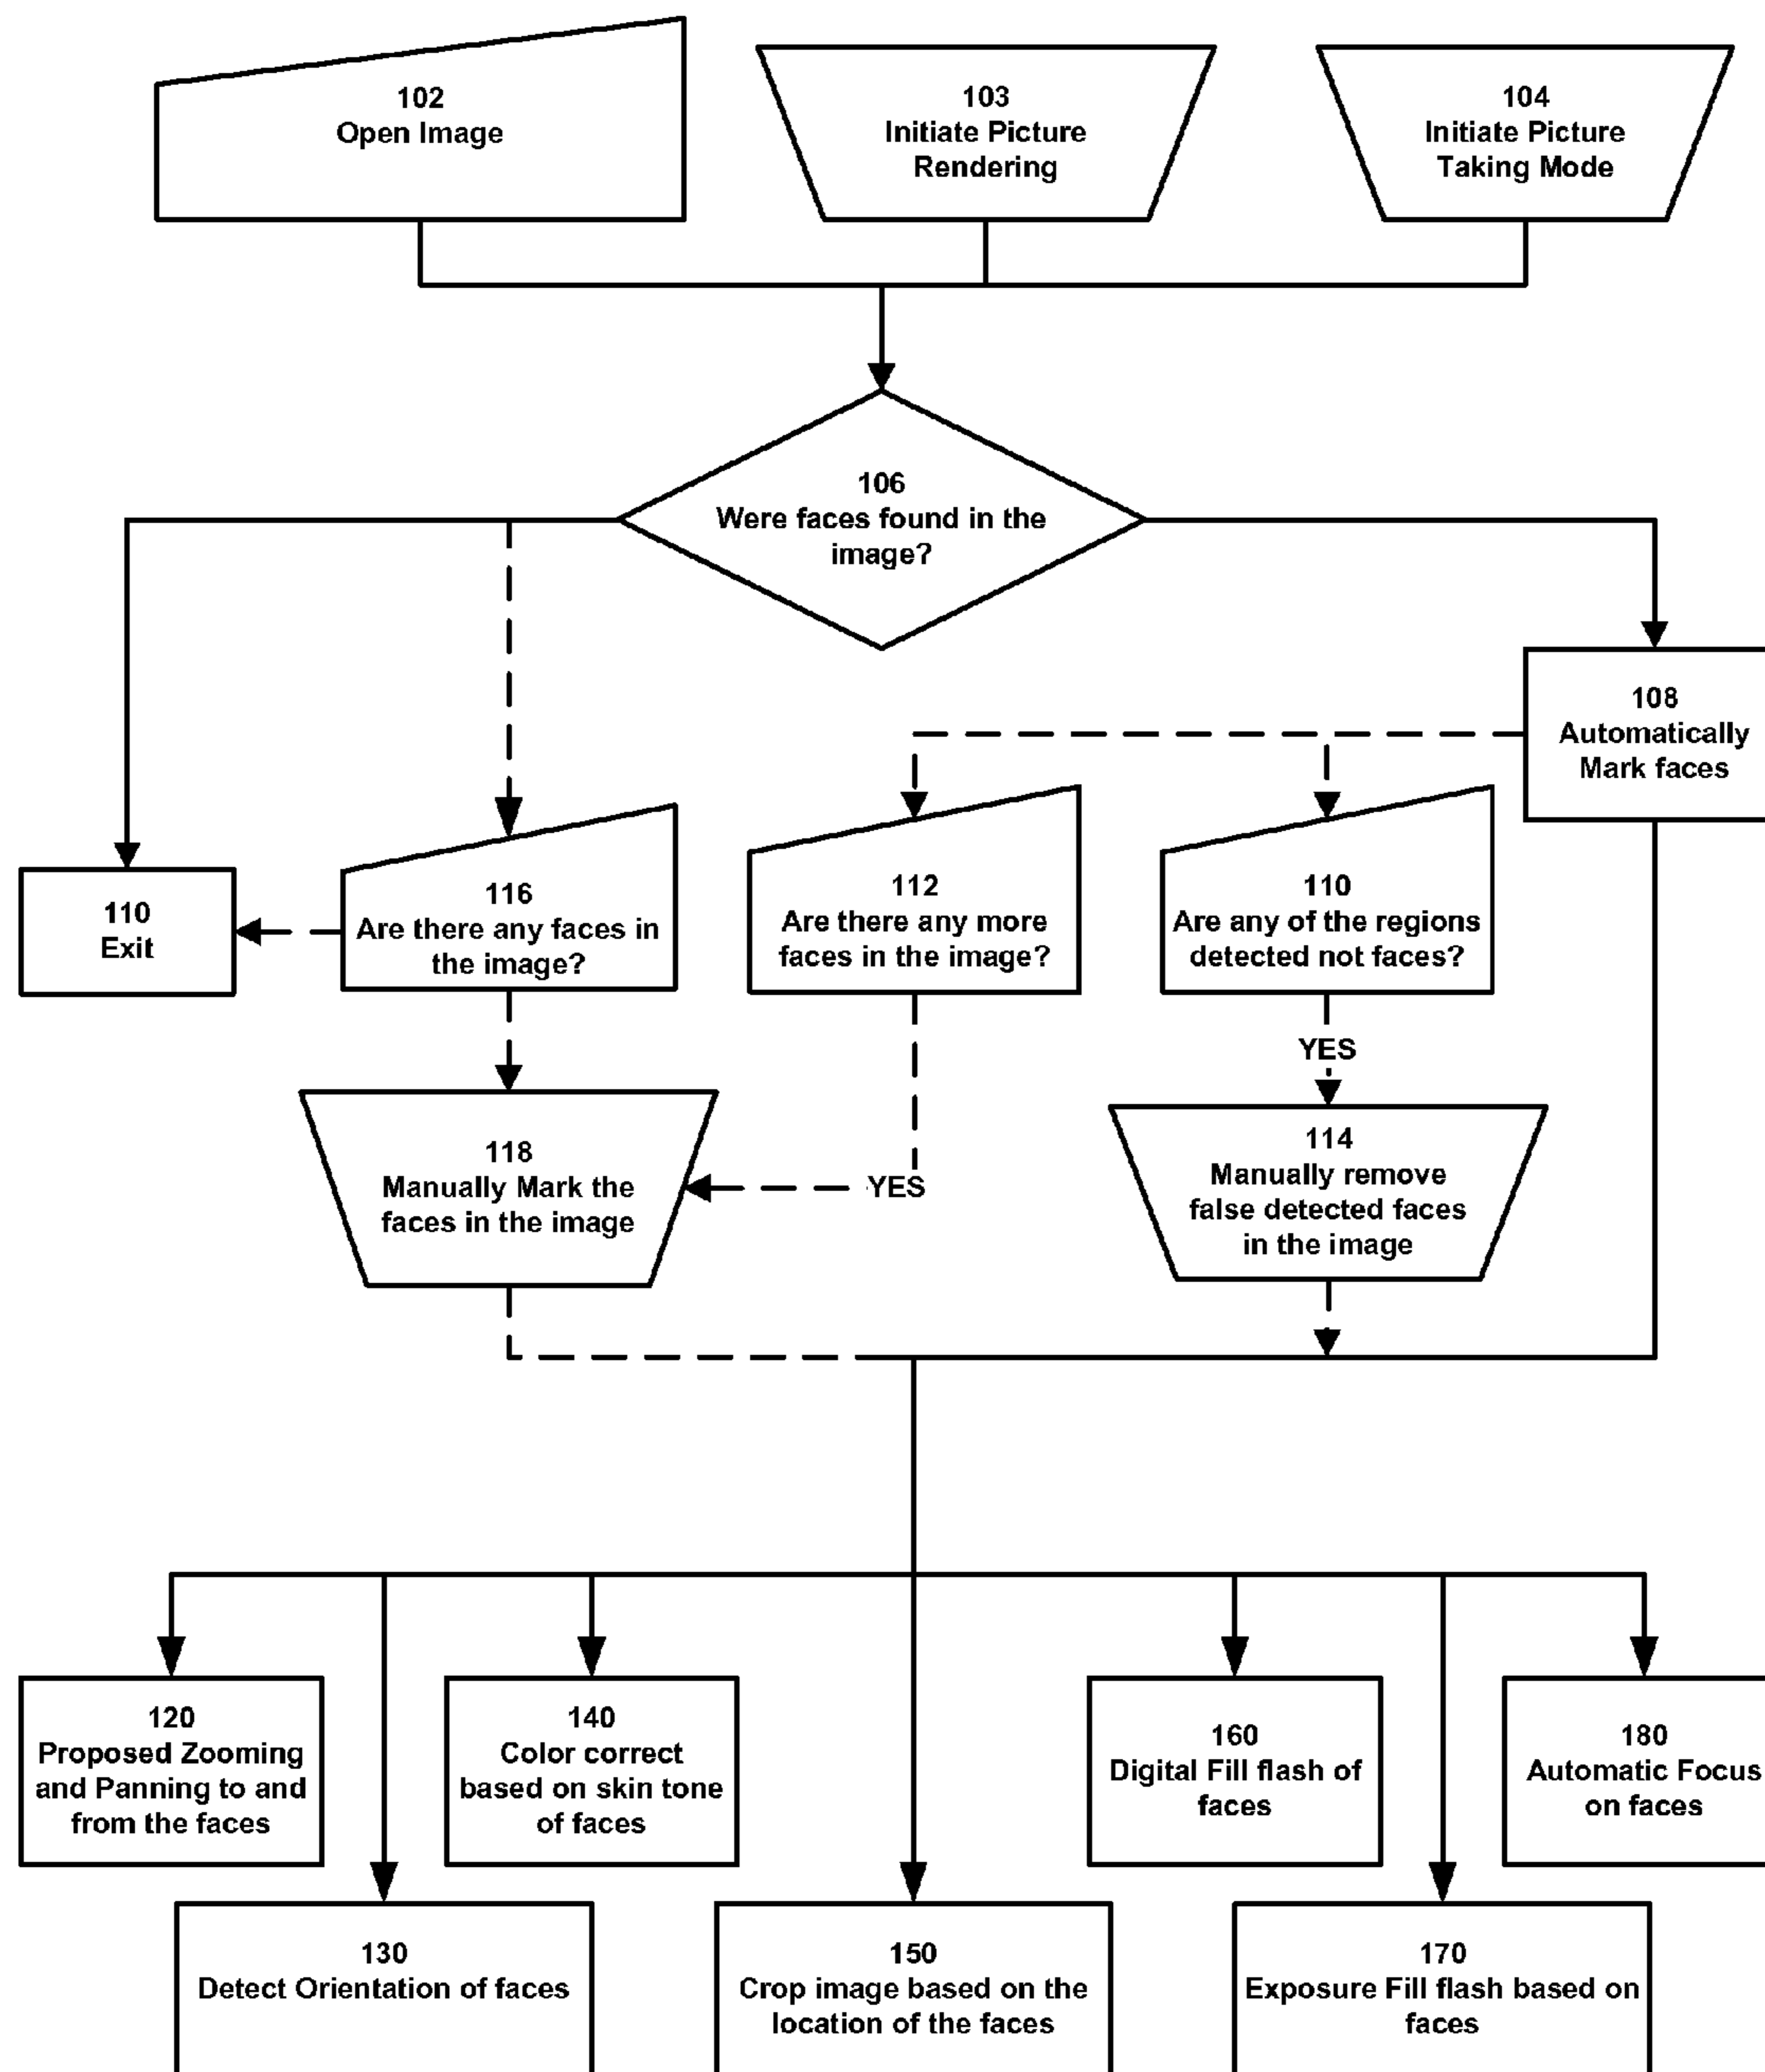 102
Open Image
103
Initiate Picture
Rendering
104
Initiate Picture
Taking Mode
106
Were faces found in the
image?
108
Automatically
Mark faces
110
Exit
116
Are there any faces in
the image?
112
Are there any more
faces in the image?
110
Are any of the regions
detected not faces?
YES
118
Manually Mark the
faces in the image
YES
114
Manually remove
false detected faces
in the image
120
Proposed Zooming
and Panning to and
from the faces
140
Color correct
based on skin tone
of faces
160
Digital Fill flash of
faces
180
Automatic Focus
on faces
130
Detect Orientation of faces
150
Crop image based on the
location of the faces
170
Exposure Fill flash based on
faces